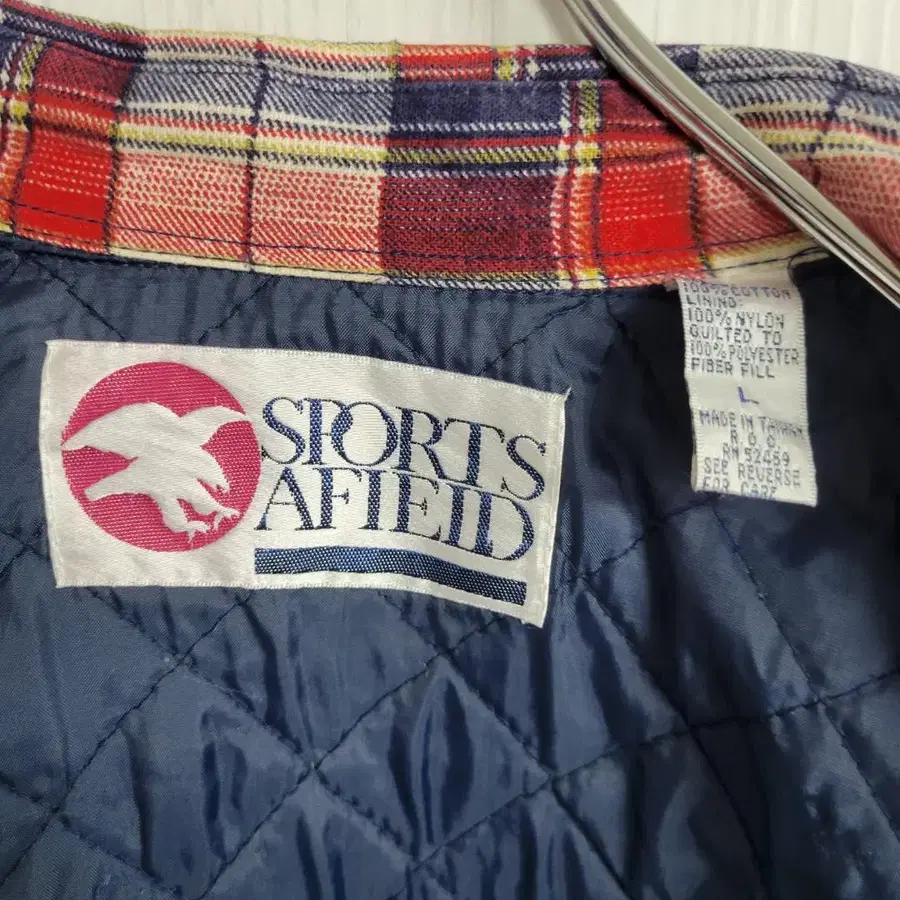 SPORTS
AFIELD
100% COTTON
LINING:
100% NYLON
QUILTED TO
100% POLYESTER
FIBER FILL
L
MADE IN TAIWAN
R.O.C.
RN 52469
SEE REVERSE
FOR CARE